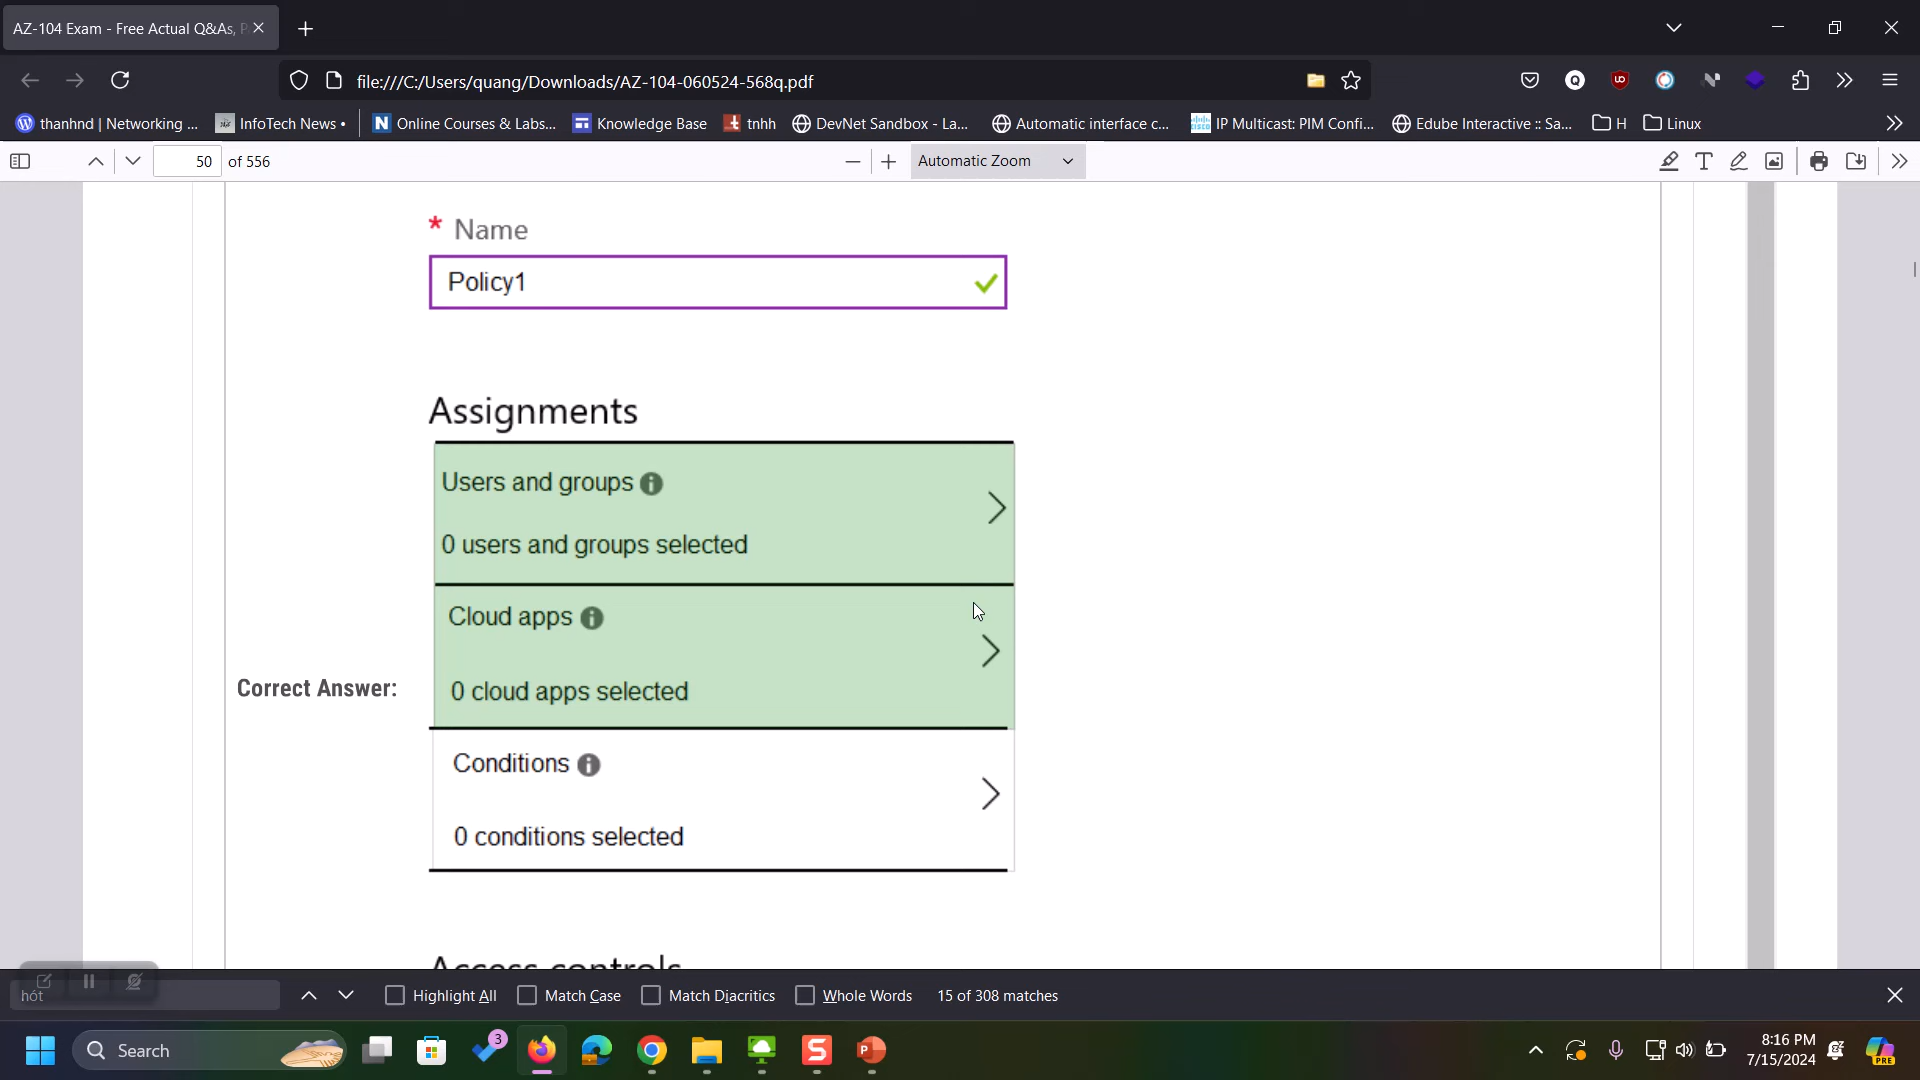 AZ-104 Exam - Free Actual Q&As, P
file:///C:/Users/quang/Downloads/AZ-104-060524-568q.pdf
thanhnd | Networking ...
InfoTech News •
Online Courses & Labs...
Knowledge Base
tnhh
DevNet Sandbox - La...
Automatic interface c...
IP Multicast: PIM Confi...
Edube Interactive :: Sa...
H
Linux
50 of 556
Automatic Zoom
* Name
Policy1
Assignments
Users and groups
0 users and groups selected
Cloud apps
0 cloud apps selected
Correct Answer:
Conditions
0 conditions selected
Access controls
hót
Highlight All
Match Case
Match Diacritics
Whole Words
15 of 308 matches
Search
3
8:16 PM
7/15/2024
PRE